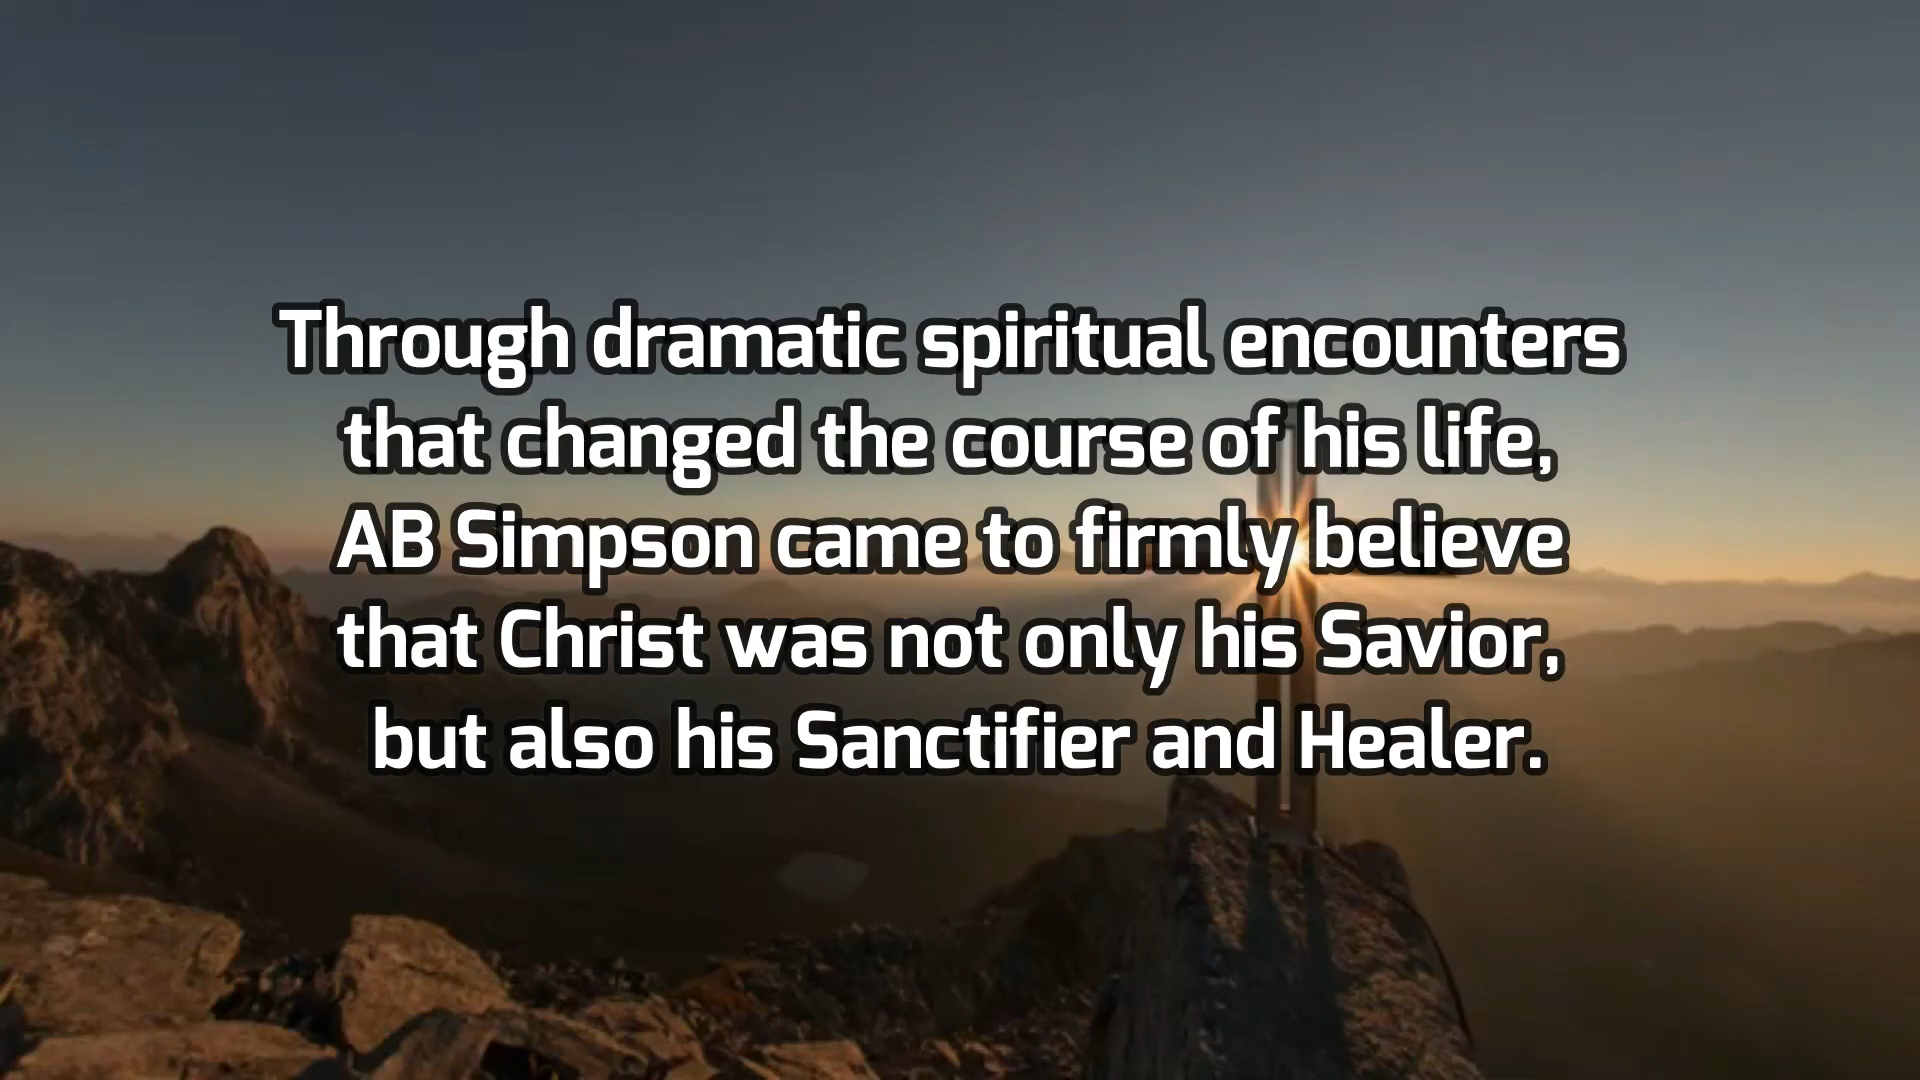 Through dramatic spiritual encounters
that changed the course of his life,
AB Simpson came to firmly believe
that Christ was not only his Savior,
but also his Sanctifier and Healer.